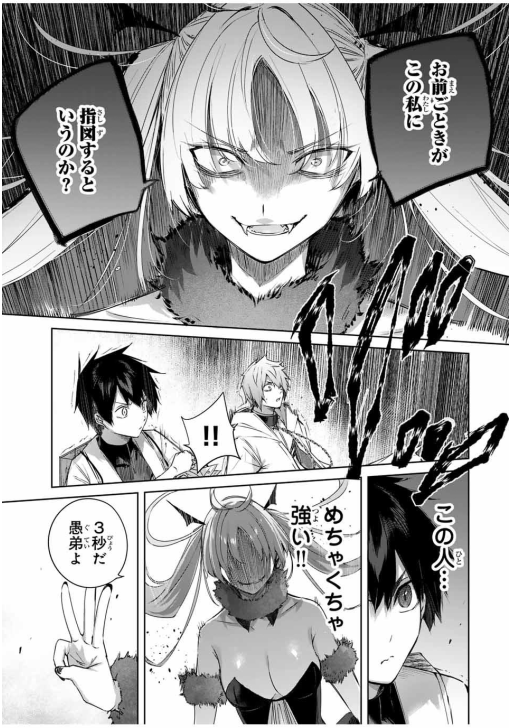 お前ごときが
この私に
指図すると
いうのか？
!!
この人…
めちゃくちゃ
強い!!
３秒だ
愚弟よ